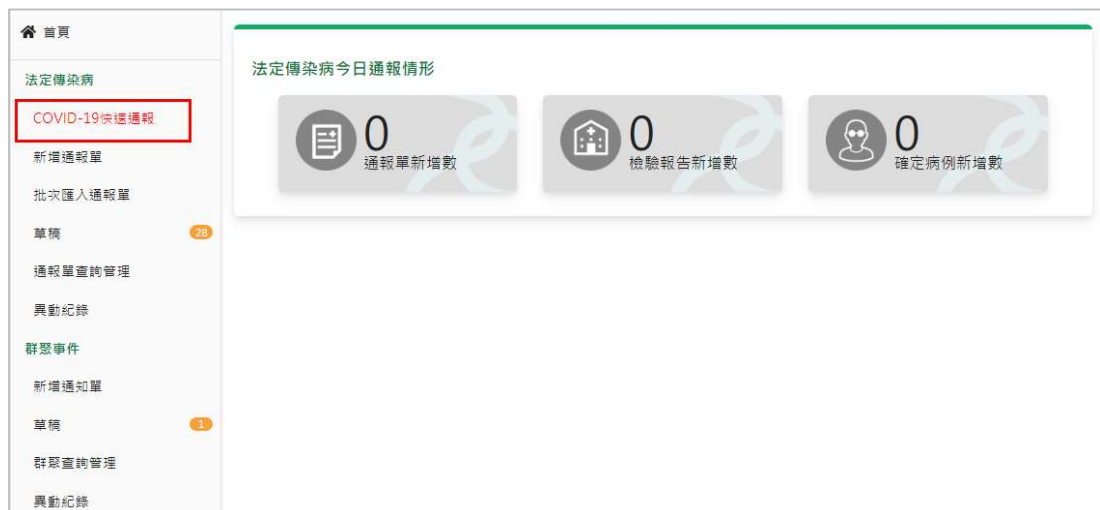 首頁
法定傳染病
COVID-19快速通報
新增通報單
批次匯入通報單
草稿 28
通報單查詢管理
異動紀錄
群聚事件
新增通知單
草稿 1
群聚查詢管理
異動紀錄
法定傳染病今日通報情形
0
通報單新增數
0
檢驗報告新增數
0
確定病例新增數